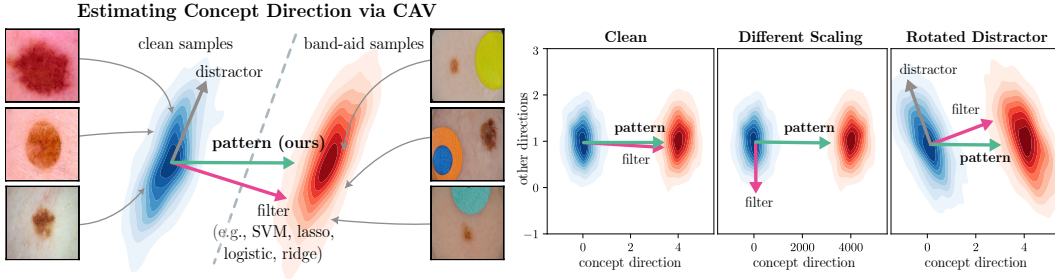 Estimating Concept Direction via CAV
clean samples
band-aid samples
distractor
pattern (ours)
filter
(e.g., SVM, lasso,
logistic, ridge)
Clean
Different Scaling
Rotated Distractor
other directions
3
2
1
0
−1
pattern
filter
0 2 4
concept direction
pattern
filter
0 2000 4000
concept direction
distractor
filter
pattern
0 2 4
concept direction